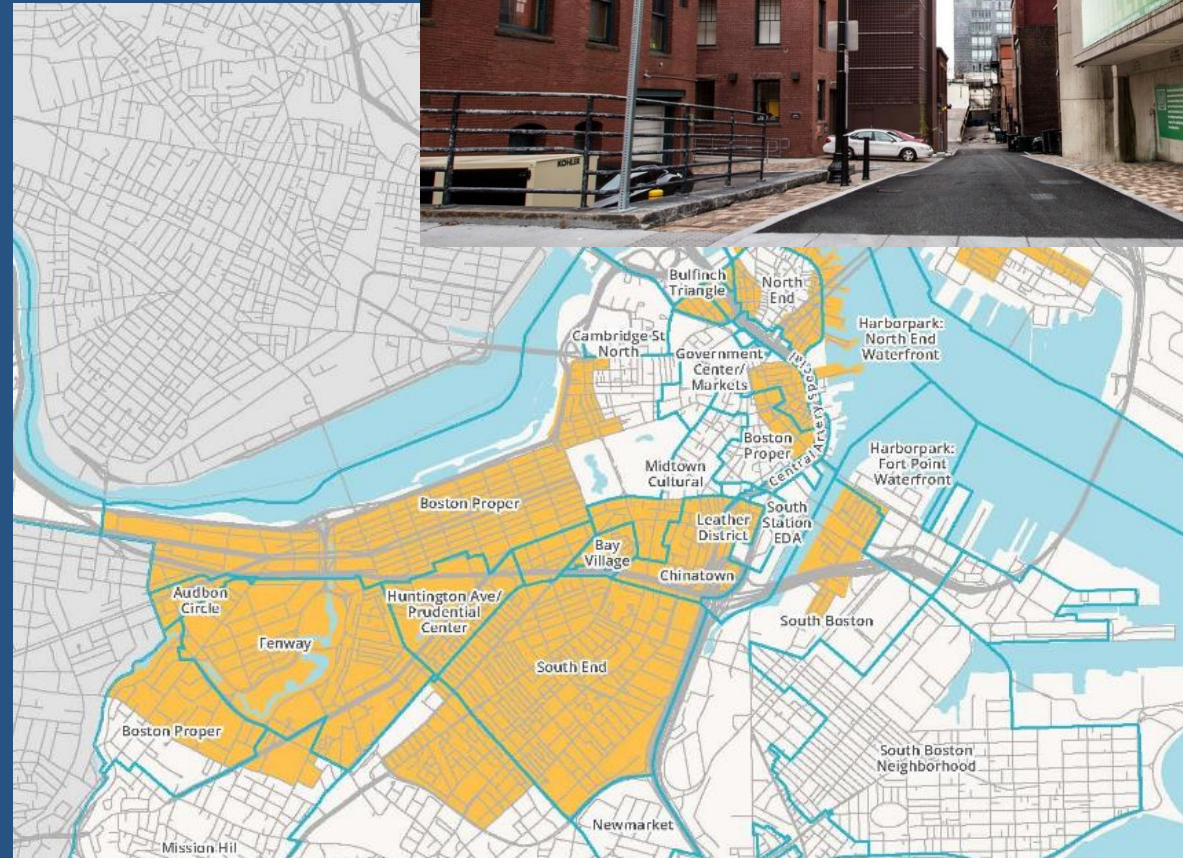 KOHLER
Bulfinch
Triangle
North
End
Cambridge St
North
Government
Center/
Markets
Harborpark:
North End
Waterfront
Central Artery Special
Boston
Proper
Harborpark:
Fort Point
Waterfront
Midtown
Cultural
Boston Proper
Leather
District
South
Station
EDA
Bay
Village
Chinatown
Audbon
Circle
Huntington Ave/
Prudential
Center
South Boston
Fenway
South End
Boston Proper
South Boston
Neighborhood
Newmarket
Mission Hil